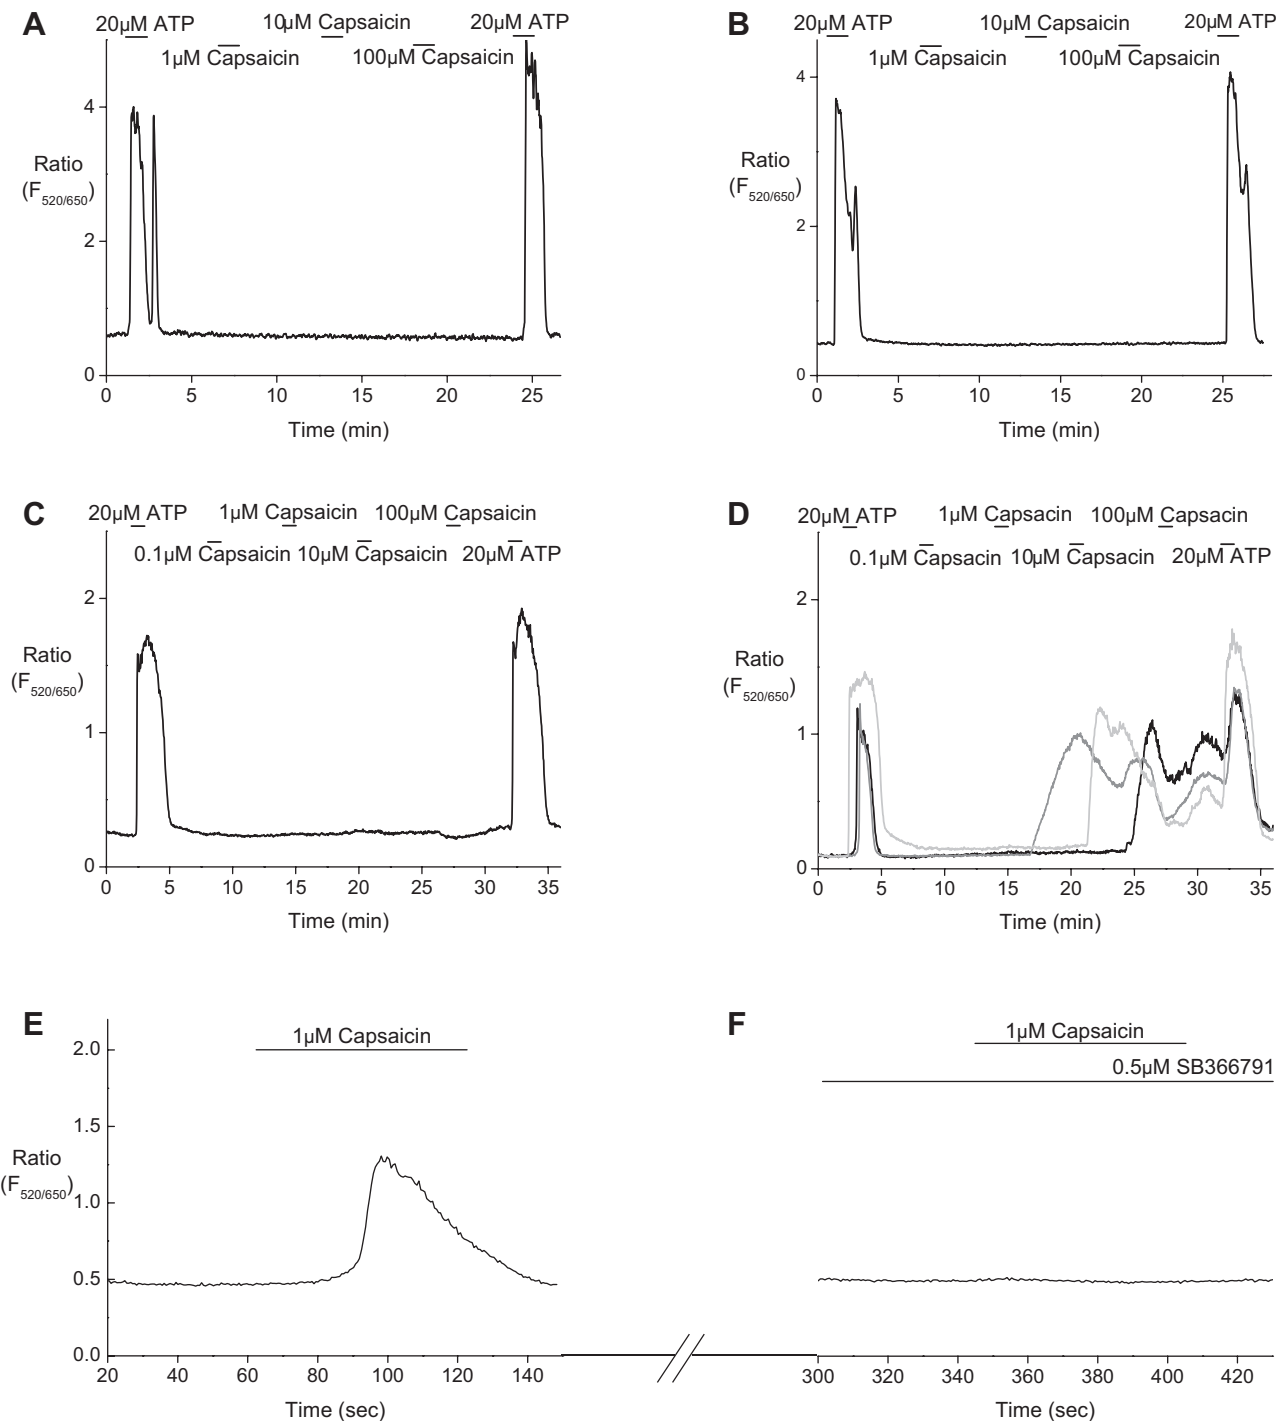 A
20µM ATP
10µM Capsaicin
20µM ATP
1µM Capsaicin
100µM Capsaicin
4
Ratio
(F520/650)
2
0
0 5 10 15 20 25
Time (min)
B
20µM ATP
10µM Capsaicin
20µM ATP
1µM Capsaicin
100µM Capsaicin
4
Ratio
(F520/650)
2
0
0 5 10 15 20 25
Time (min)
C
20µM ATP
1µM Capsaicin
100µM Capsaicin
0.1µM Capsaicin
10µM Capsaicin
20µM ATP
2
Ratio
(F520/650)
1
0
0 5 10 15 20 25 30 35
Time (min)
D
20µM ATP
1µM Capsacin
100µM Capsacin
0.1µM Capsacin
10µM Capsacin
20µM ATP
2
Ratio
(F520/650)
1
0
0 5 10 15 20 25 30 35
Time (min)
E
1µM Capsaicin
2.0
1.5
Ratio
(F520/650)
1.0
0.5
0.0
20 40 60 80 100 120 140
Time (sec)
F
1µM Capsaicin
0.5µM SB366791
300 320 340 360 380 400 420
Time (sec)